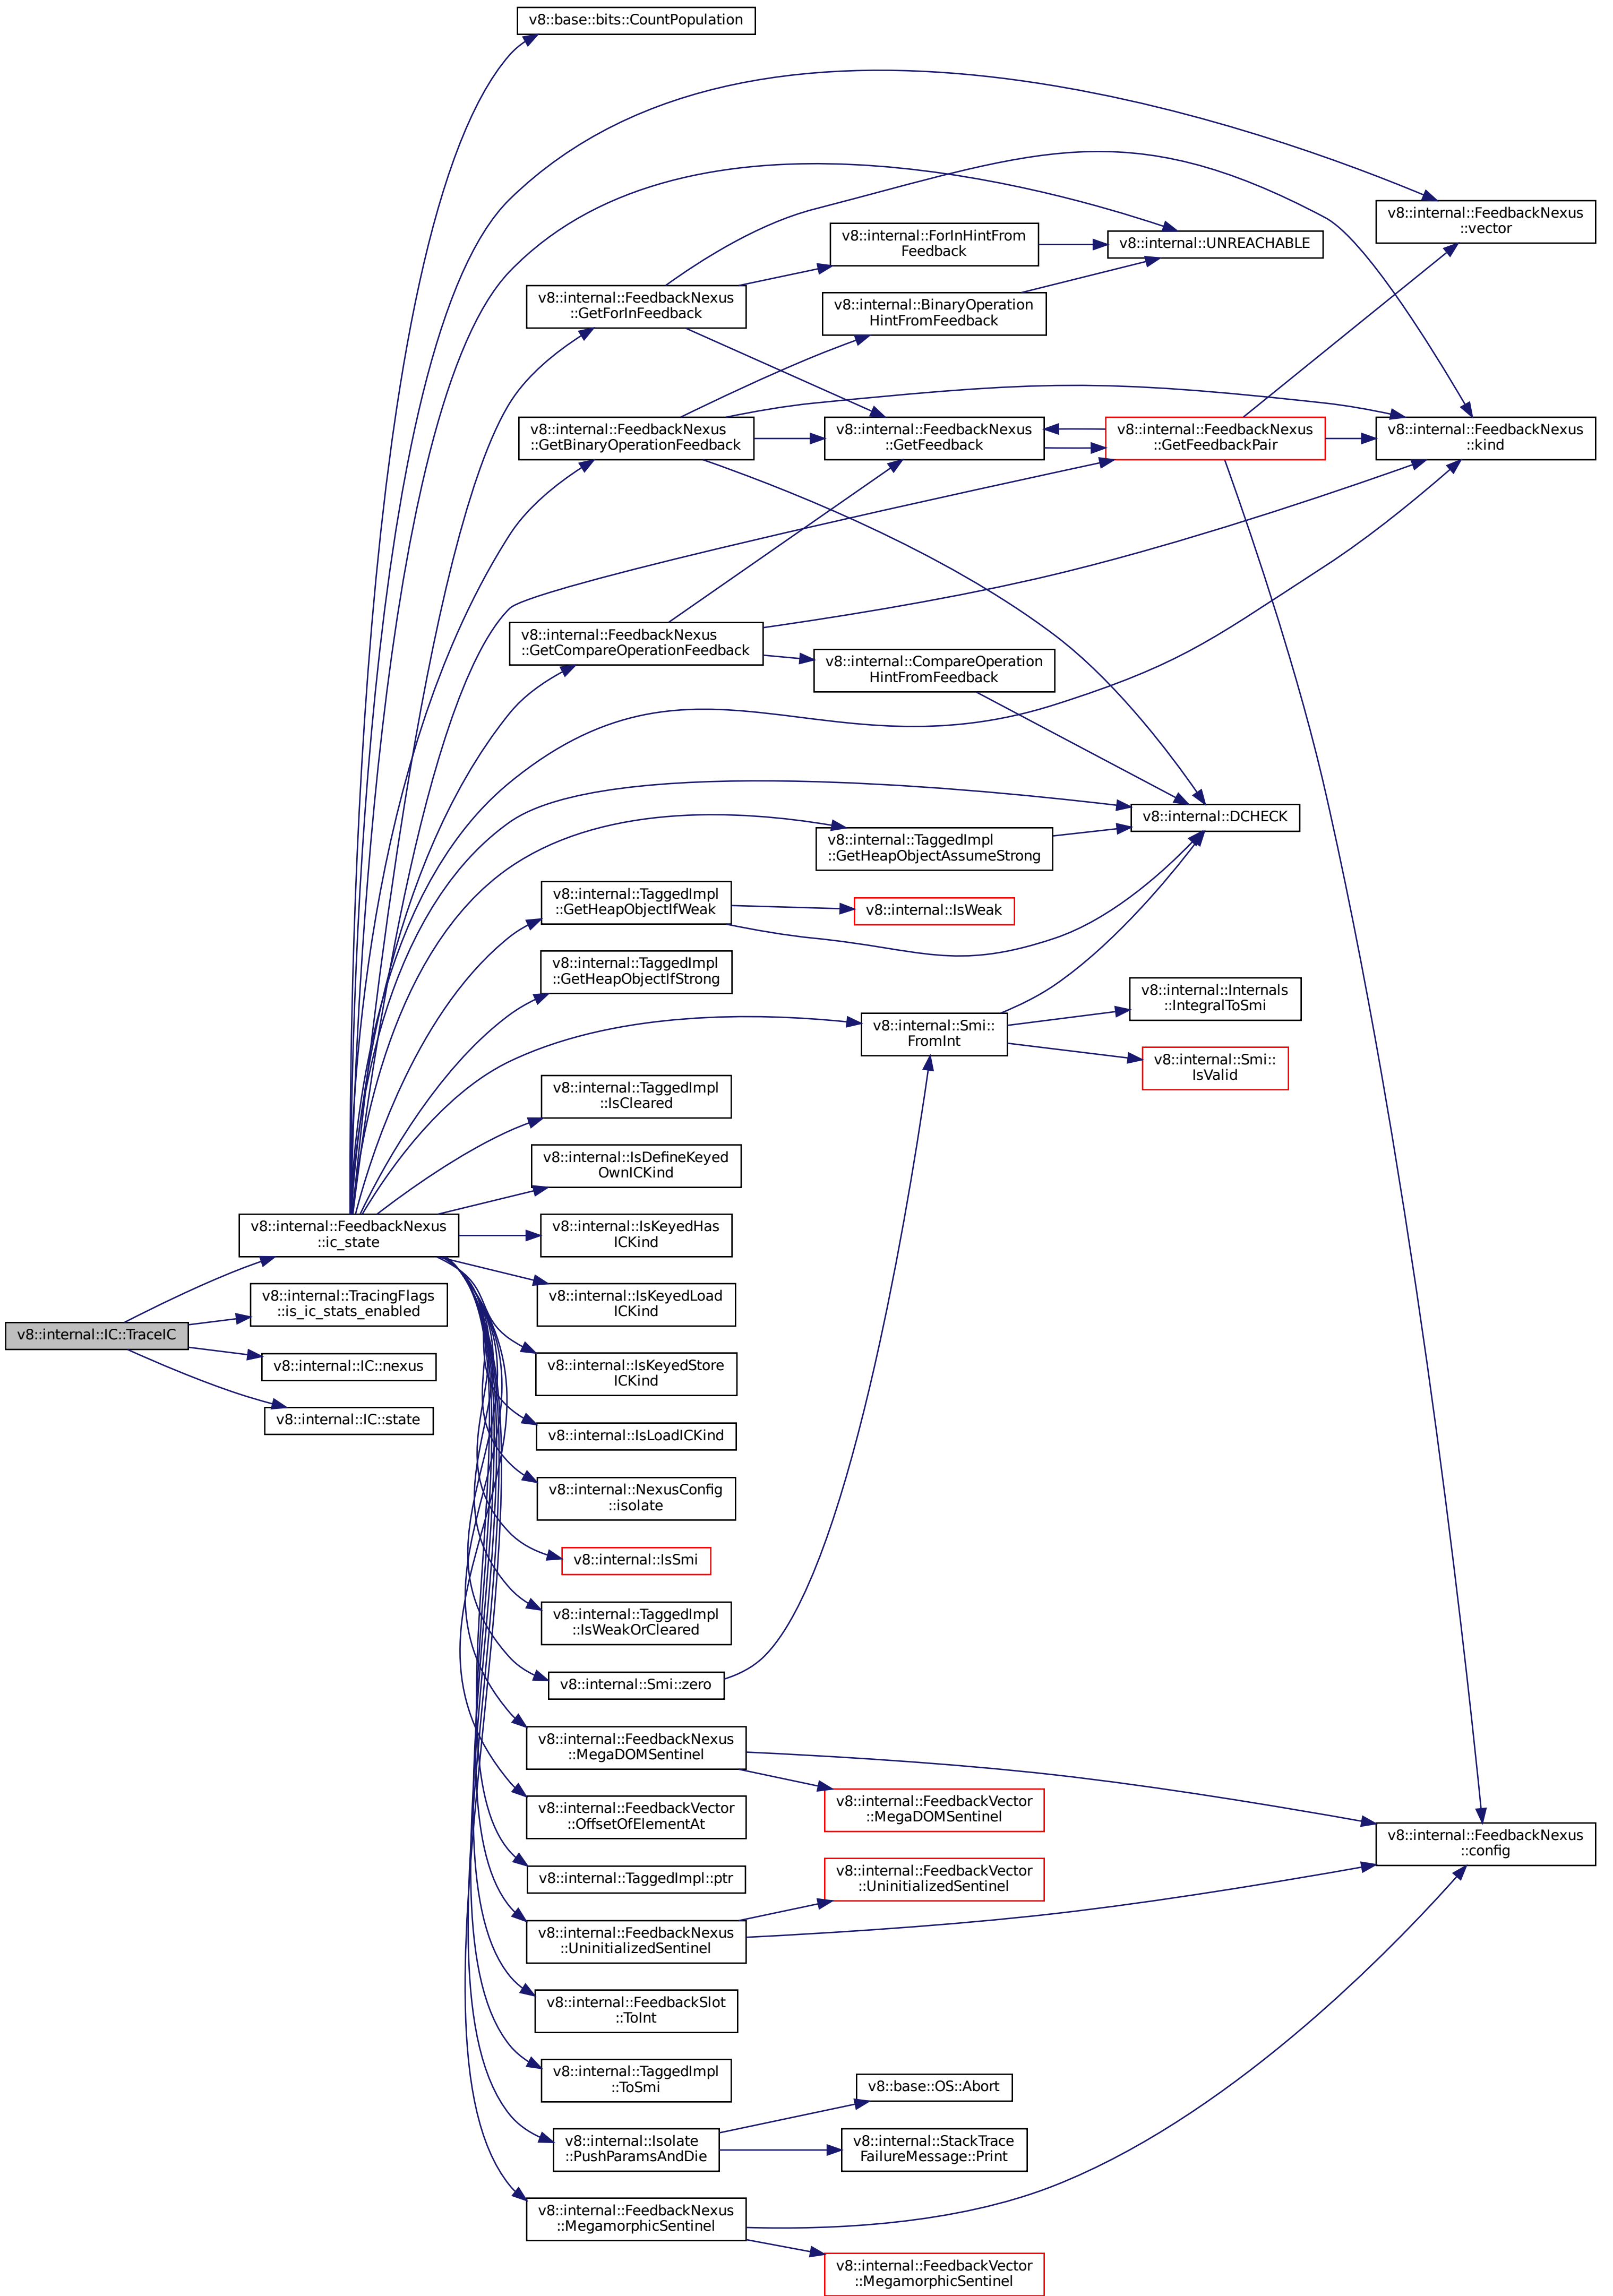 v8::base::bits::CountPopulation
v8::internal::FeedbackNexus
::vector
v8::internal::ForInHintFrom
Feedback
v8::internal::UNREACHABLE
v8::internal::FeedbackNexus
::GetForInFeedback
v8::internal::BinaryOperation
HintFromFeedback
v8::internal::FeedbackNexus
::GetBinaryOperationFeedback
v8::internal::FeedbackNexus
::GetFeedback
v8::internal::FeedbackNexus
::GetFeedbackPair
v8::internal::FeedbackNexus
::kind
v8::internal::FeedbackNexus
::GetCompareOperationFeedback
v8::internal::CompareOperation
HintFromFeedback
v8::internal::DCHECK
v8::internal::TaggedImpl
::GetHeapObjectAssumeStrong
v8::internal::TaggedImpl
::GetHeapObjectIfWeak
v8::internal::IsWeak
v8::internal::TaggedImpl
::GetHeapObjectIfStrong
v8::internal::Internals
::IntegralToSmi
v8::internal::Smi::
FromInt
v8::internal::Smi::
IsValid
v8::internal::TaggedImpl
::IsCleared
v8::internal::IsDefineKeyed
OwnICKind
v8::internal::FeedbackNexus
::ic_state
v8::internal::IsKeyedHas
ICKind
v8::internal::TracingFlags
::is_ic_stats_enabled
v8::internal::IsKeyedLoad
ICKind
v8::internal::IC::TraceIC
v8::internal::IC::nexus
v8::internal::IsKeyedStore
ICKind
v8::internal::IC::state
v8::internal::IsLoadICKind
v8::internal::NexusConfig
::isolate
v8::internal::IsSmi
v8::internal::TaggedImpl
::IsWeakOrCleared
v8::internal::Smi::zero
v8::internal::FeedbackNexus
::MegaDOMSentinel
v8::internal::FeedbackVector
::MegaDOMSentinel
v8::internal::FeedbackVector
::OffsetOfElementAt
v8::internal::FeedbackNexus
::config
v8::internal::TaggedImpl::ptr
v8::internal::FeedbackVector
::UninitializedSentinel
v8::internal::FeedbackNexus
::UninitializedSentinel
v8::internal::FeedbackSlot
::ToInt
v8::internal::TaggedImpl
::ToSmi
v8::base::OS::Abort
v8::internal::Isolate
::PushParamsAndDie
v8::internal::StackTrace
FailureMessage::Print
v8::internal::FeedbackNexus
::MegamorphicSentinel
v8::internal::FeedbackVector
::MegamorphicSentinel